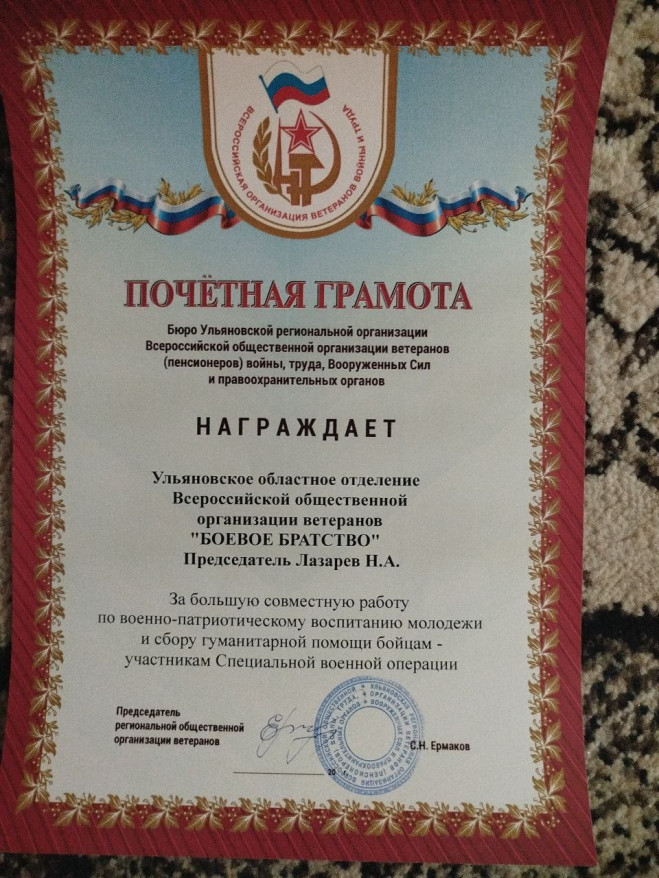 ВСЕРОССИЙСКАЯ ОРГАНИЗАЦИЯ ВЕТЕРАНОВ ВОЙНЫ И ТРУДА
ПОЧЁТНАЯ ГРАМОТА
Бюро Ульяновской региональной организации
Всероссийской общественной организации ветеранов
(пенсионеров) войны, труда, Вооруженных Сил
и правоохранительных органов
НАГРАЖДАЕТ
Ульяновское областное отделение
Всероссийской общественной
организации ветеранов
"БОЕВОЕ БРАТСТВО"
Председатель Лазарев Н.А.
За большую совместную работу
по военно-патриотическому воспитанию молодежи
и сбору гуманитарной помощи бойцам -
участникам Специальной военной операции
Председатель
региональной общественной
организации ветеранов
С.Н. Ермаков
20 г.